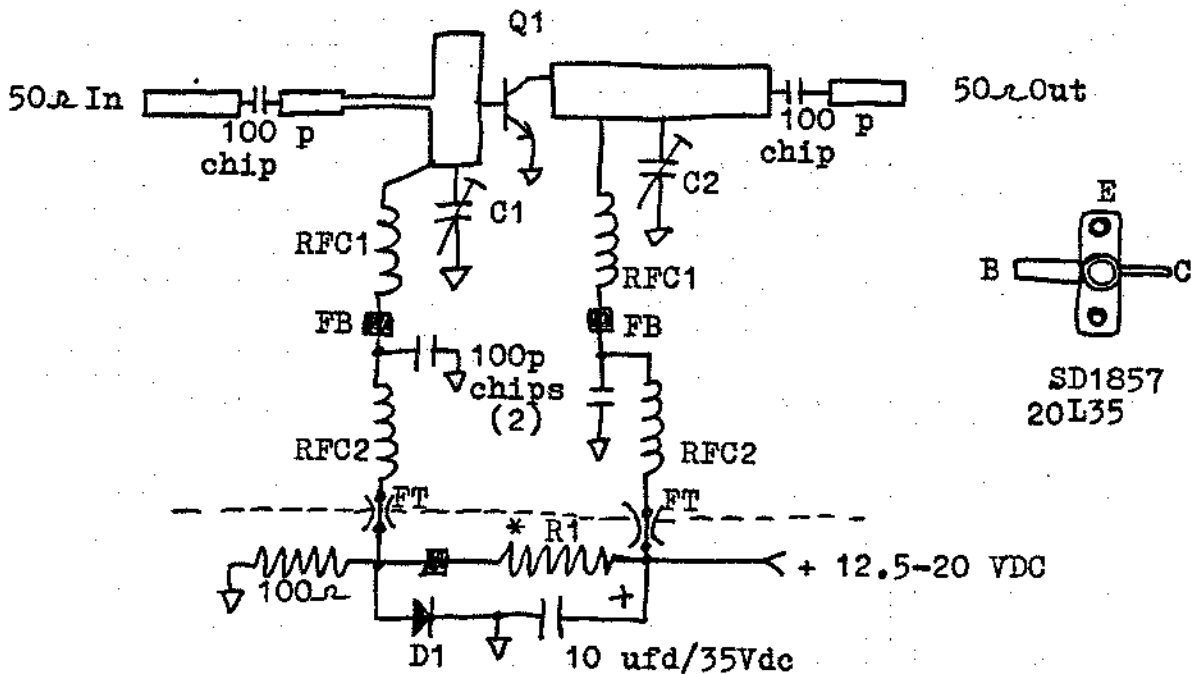 Q1
50Ω In
100 p
chip
50Ω Out
100 p
chip
C1
C2
RFC1
RFC1
E
B
C
FB
FB
100p
chips
(2)
SD1857
20L35
RFC2
RFC2
FT
FT
* R1
100Ω
+ 12.5-20 VDC
+
D1
10 ufd/35Vdc